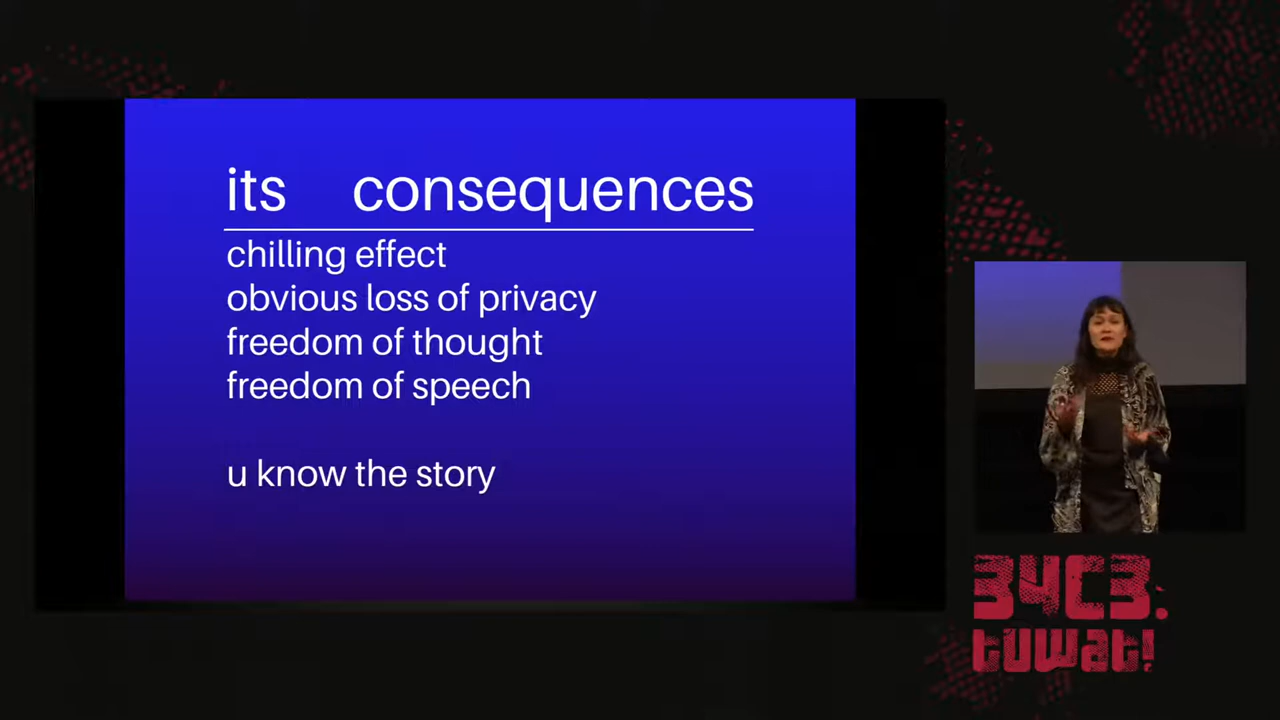 its consequences
chilling effect
obvious loss of privacy
freedom of thought
freedom of speech
u know the story
34C3.
tuwat!